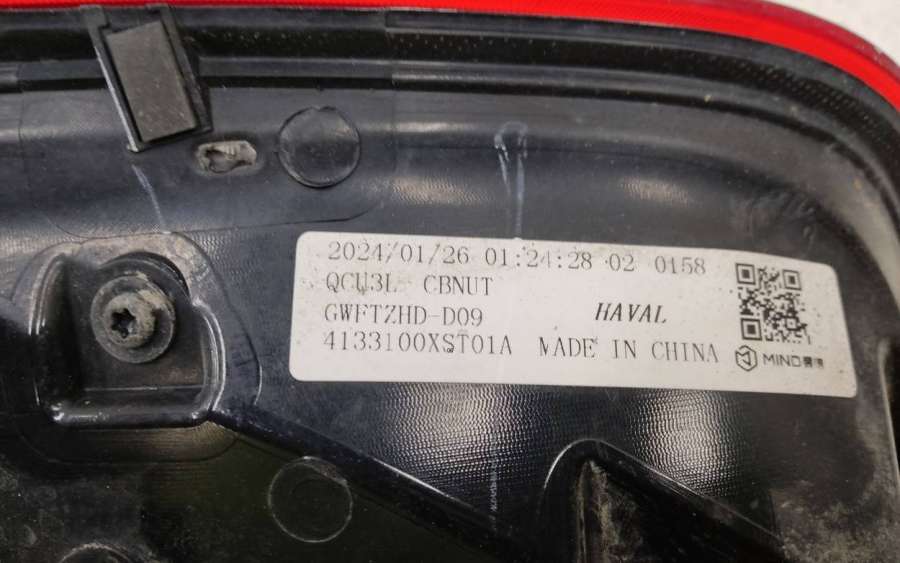 2024/01/26 01:24:28 02 0158
QCU3L CBNUT
GWFTZHD-D09 HAVAL
4133100XST01A MADE IN CHINA
MIND